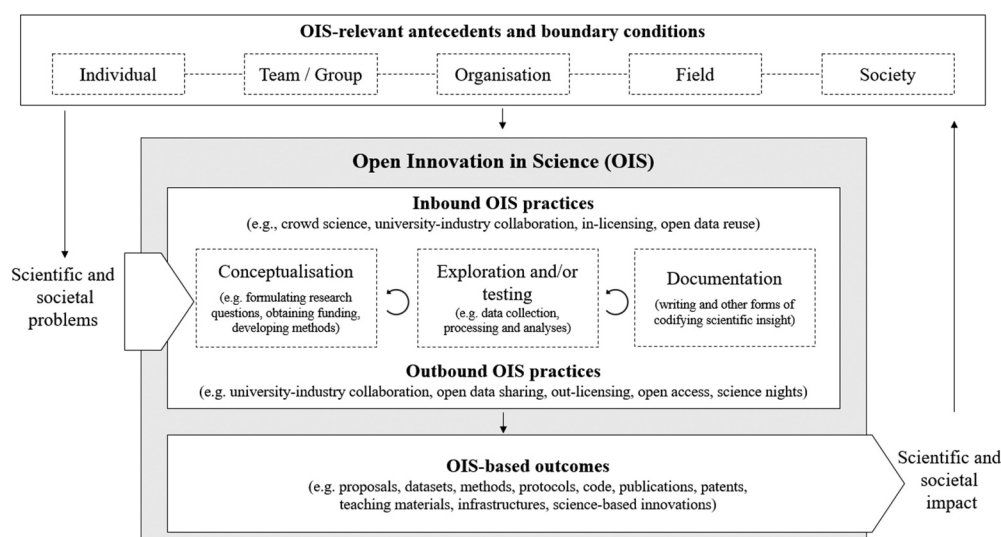 OIS-relevant antecedents and boundary conditions
Individual
Team / Group
Organisation
Field
Society
Open Innovation in Science (OIS)
Inbound OIS practices
(e.g., crowd science, university-industry collaboration, in-licensing, open data reuse)
Scientific and
societal
problems
Conceptualisation
(e.g. formulating research
questions, obtaining funding,
developing methods)
Exploration and/or
testing
(e.g. data collection,
processing and analyses)
Documentation
(writing and other forms of
codifying scientific insight)
Outbound OIS practices
(e.g. university-industry collaboration, open data sharing, out-licensing, open access, science nights)
OIS-based outcomes
(e.g. proposals, datasets, methods, protocols, code, publications, patents,
teaching materials, infrastructures, science-based innovations)
Scientific and
societal
impact